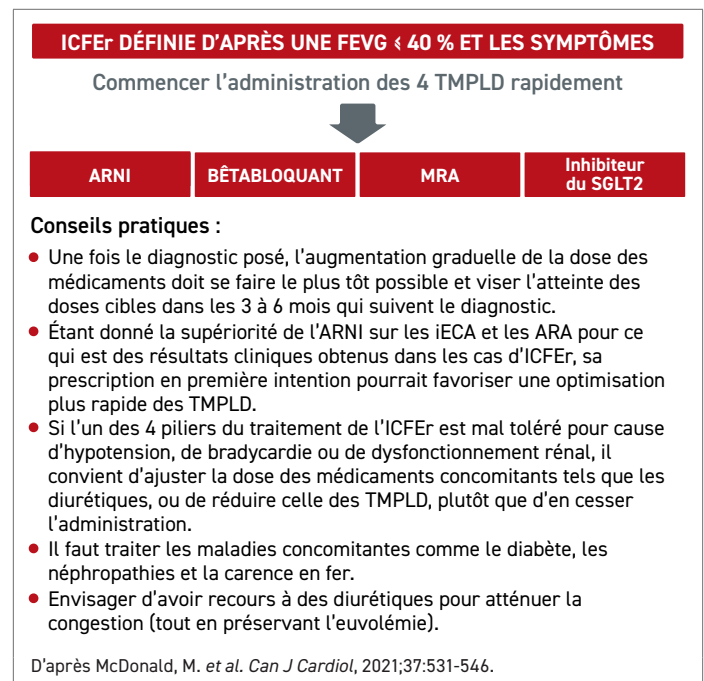 ICFEr DÉFINIE D'APRÈS UNE FEVG ≤ 40 % ET LES SYMPTÔMES
Commencer l'administration des 4 TMPLD rapidement
ARNI
BÊTABLOQUANT
MRA
Inhibiteur
du SGLT2
Conseils pratiques :
• Une fois le diagnostic posé, l'augmentation graduelle de la dose des
médicaments doit se faire le plus tôt possible et viser l'atteinte des
doses cibles dans les 3 à 6 mois qui suivent le diagnostic.
• Étant donné la supériorité de l'ARNI sur les iECA et les ARA pour ce
qui est des résultats cliniques obtenus dans les cas d'ICFEr, sa
prescription en première intention pourrait favoriser une optimisation
plus rapide des TMPLD.
• Si l'un des 4 piliers du traitement de l'ICFEr est mal toléré pour cause
d'hypotension, de bradycardie ou de dysfonctionnement rénal, il
convient d'ajuster la dose des médicaments concomitants tels que les
diurétiques, ou de réduire celle des TMPLD, plutôt que d'en cesser
l'administration.
• Il faut traiter les maladies concomitantes comme le diabète, les
néphropathies et la carence en fer.
• Envisager d'avoir recours à des diurétiques pour atténuer la
congestion (tout en préservant l'euvolémie).
D'après McDonald, M. et al. Can J Cardiol, 2021;37:531-546.